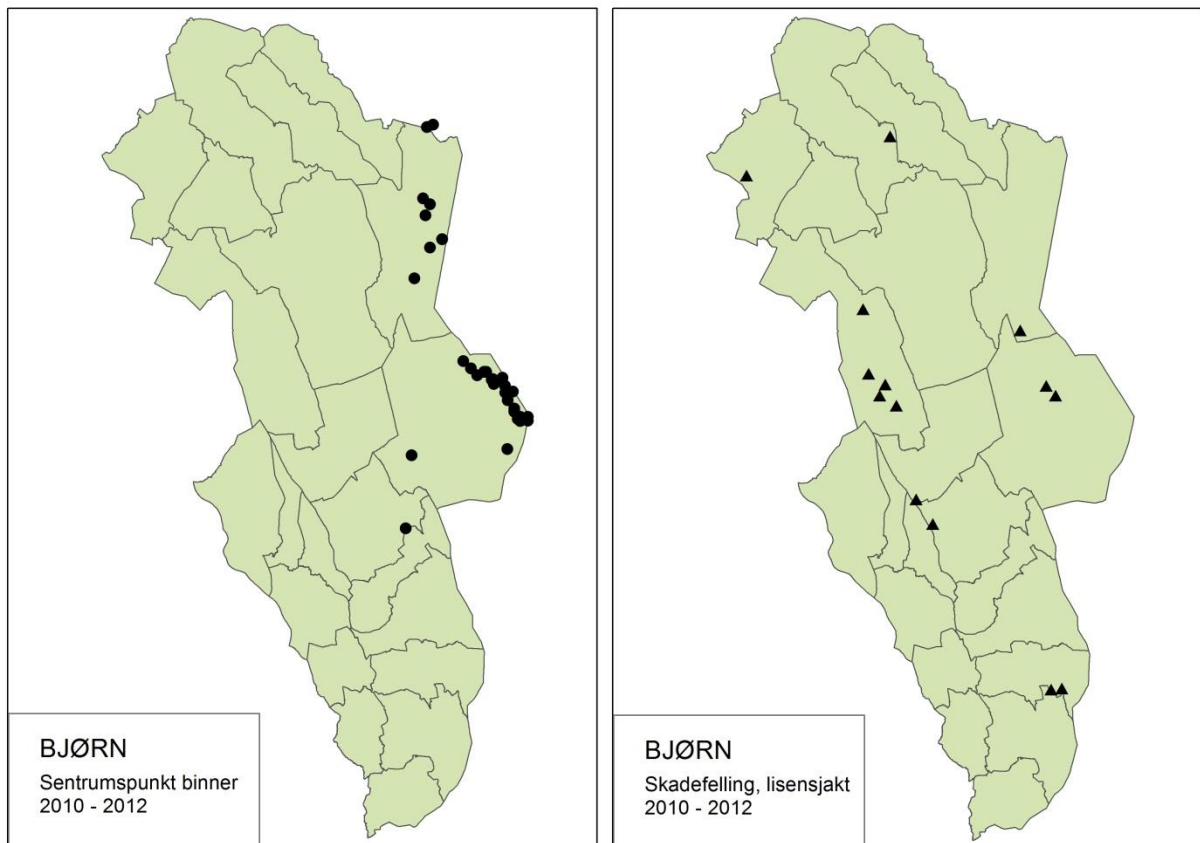 BJØRN
Sentrumspunkt binner
2010 - 2012
BJØRN
Skadefelling, lisensjakt
2010 - 2012